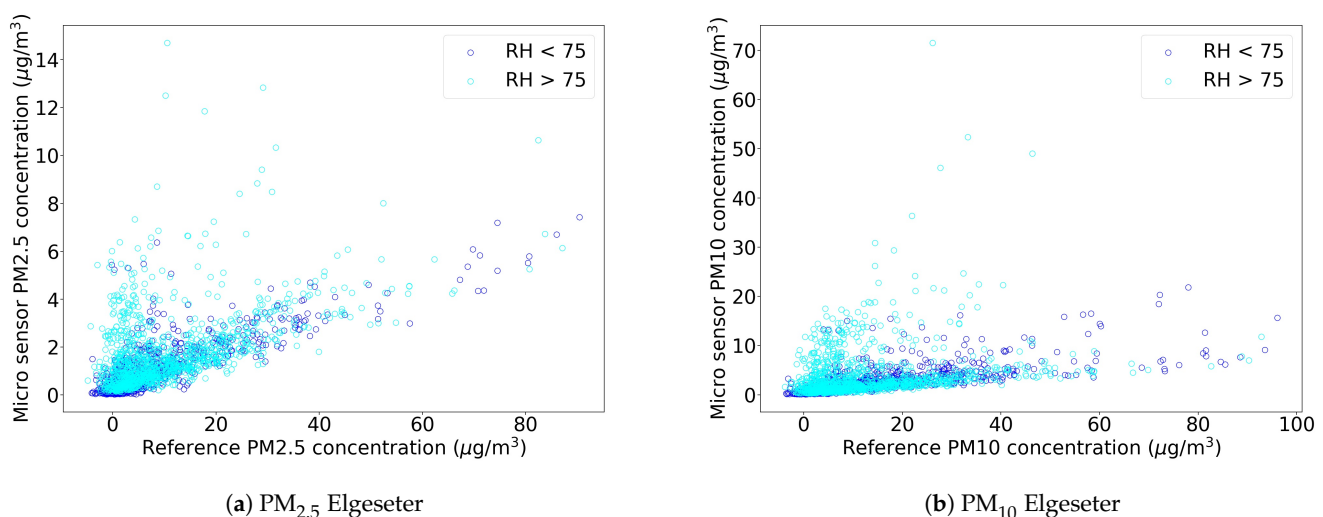 RH < 75
RH > 75
Micro sensor PM2.5 concentration (μg/m³)
14
12
10
8
6
4
2
0
0
20
40
60
80
Reference PM2.5 concentration (μg/m³)
(a) PM₂.₅ Elgeseter
RH < 75
RH > 75
Micro sensor PM10 concentration (μg/m³)
70
60
50
40
30
20
10
0
0
20
40
60
80
100
Reference PM10 concentration (μg/m³)
(b) PM₁₀ Elgeseter